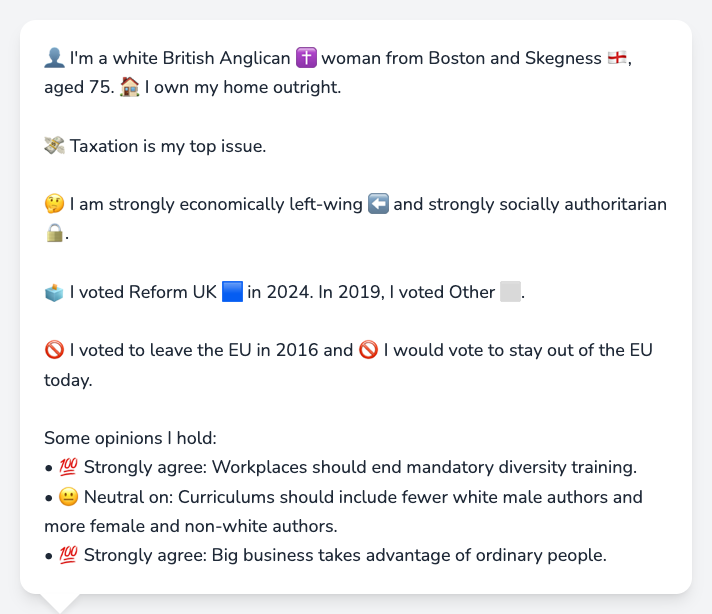 👤 I'm a white British Anglican ✝️ woman from Boston and Skegness 🏴󠁧󠁢󠁥󠁮󠁧󠁿,
aged 75. 🏠 I own my home outright.
💸 Taxation is my top issue.
🤔 I am strongly economically left-wing ⬅️ and strongly socially authoritarian
🔒.
🗳️ I voted Reform UK 🟦 in 2024. In 2019, I voted Other ⬜.
🚫 I voted to leave the EU in 2016 and 🚫 I would vote to stay out of the EU
today.
Some opinions I hold:
• 💯 Strongly agree: Workplaces should end mandatory diversity training.
• 😐 Neutral on: Curriculums should include fewer white male authors and
more female and non-white authors.
• 💯 Strongly agree: Big business takes advantage of ordinary people.